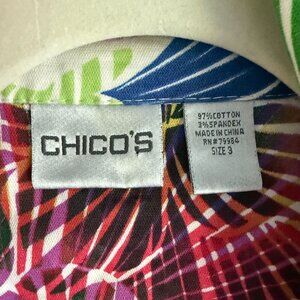 CHICO'S
97% COTTON
3% SPANDEX
MADE IN CHINA
RN# 79984
SIZE 3